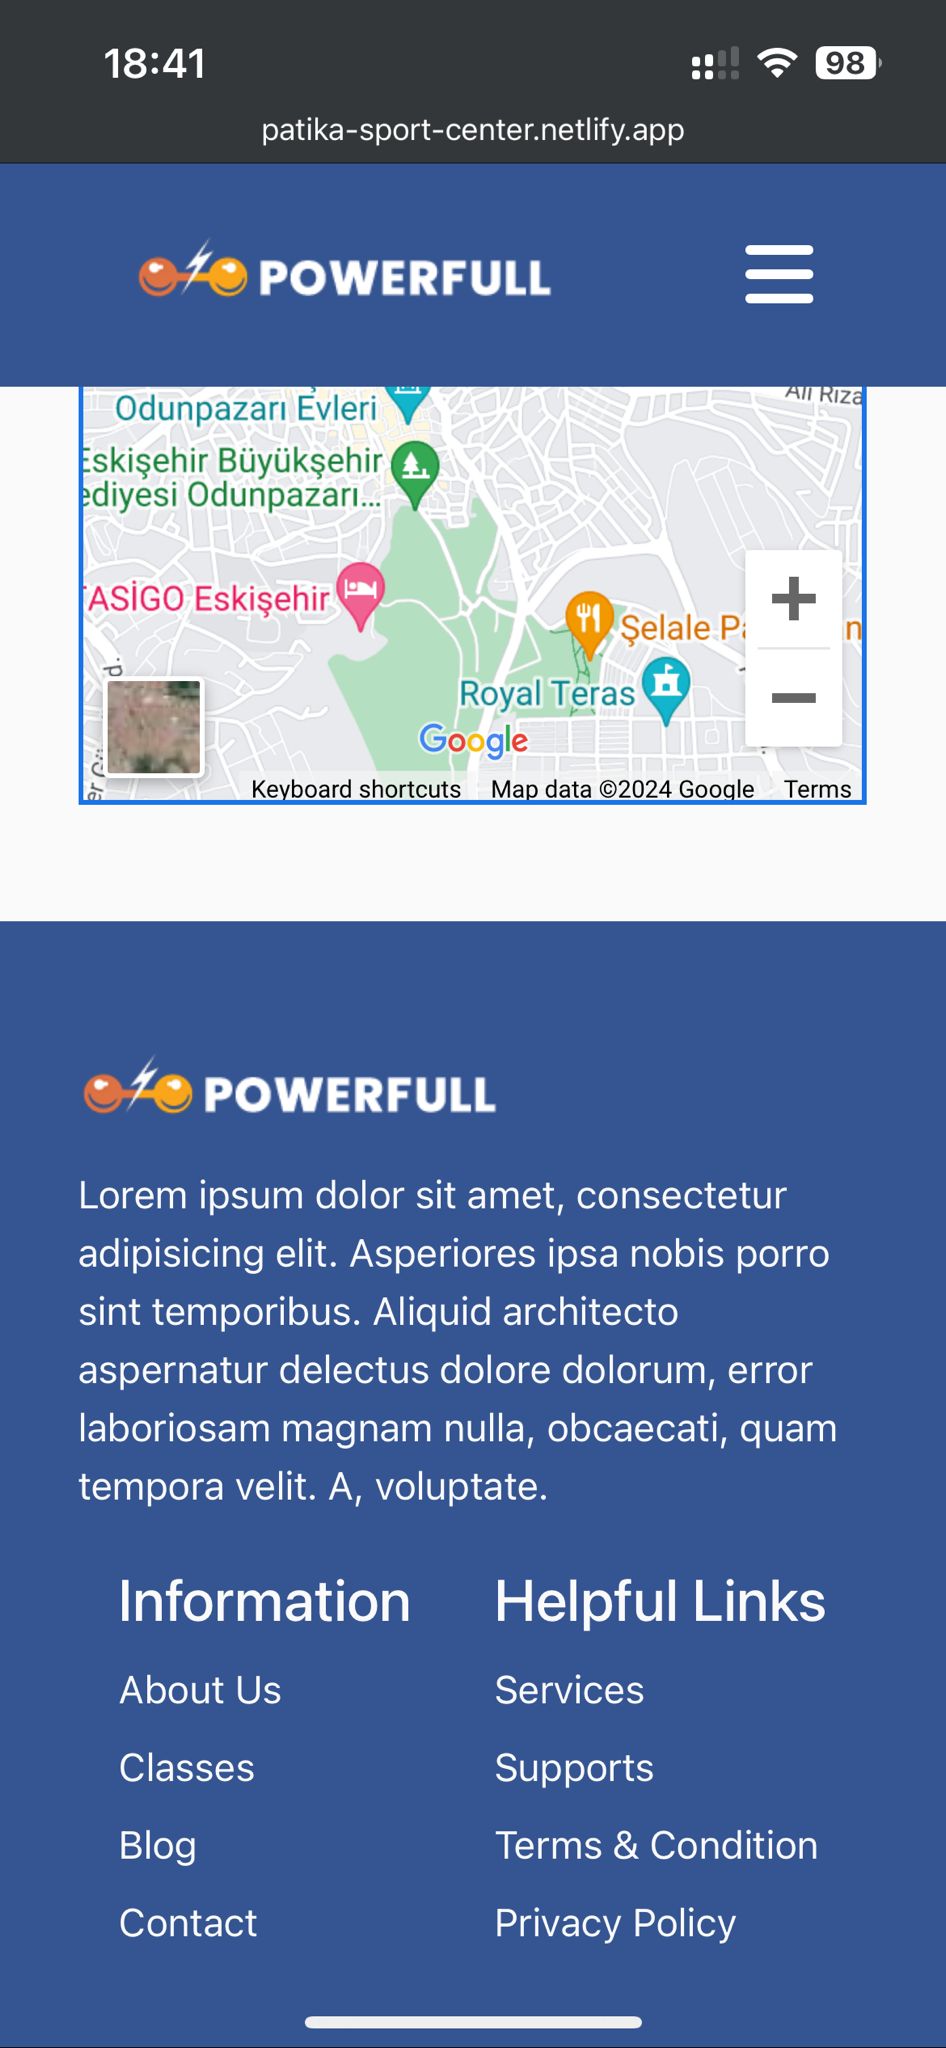 18:41
98
patika-sport-center.netlify.app
POWERFULL
Odunpazarı Evleri
Ali Rıza
Eskişehir Büyükşehir
ediyesi Odunpazarı...
TASİGO Eskişehir
Şelale Pa
n
Royal Teras
d.
Google
Keyboard shortcuts
Map data ©2024 Google
Terms
POWERFULL
Lorem ipsum dolor sit amet, consectetur
adipisicing elit. Asperiores ipsa nobis porro
sint temporibus. Aliquid architecto
aspernatur delectus dolore dolorum, error
laboriosam magnam nulla, obcaecati, quam
tempora velit. A, voluptate.
Information
Helpful Links
About Us
Services
Classes
Supports
Blog
Terms & Condition
Contact
Privacy Policy